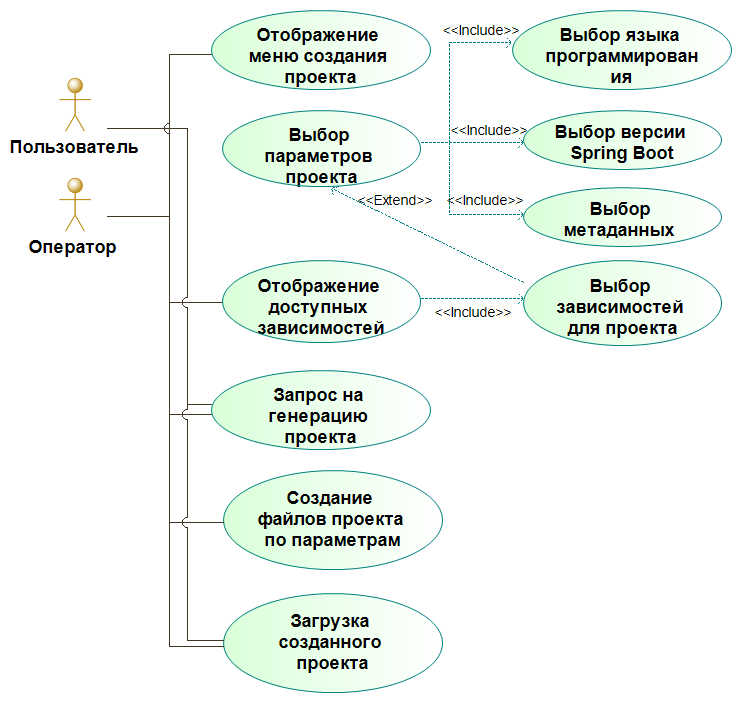 Отображение
меню создания
проекта
<<Include>>
Выбор языка
программирован
ия
Пользователь
Выбор
параметров
проекта
<<Include>>
Выбор версии
Spring Boot
<<Extend>>
<<Include>>
Выбор
метаданных
Оператор
Отображение
доступных
зависимостей
<<Include>>
Выбор
зависимостей
для проекта
Запрос на
генерацию
проекта
Создание
файлов проекта
по параметрам
Загрузка
созданного
проекта